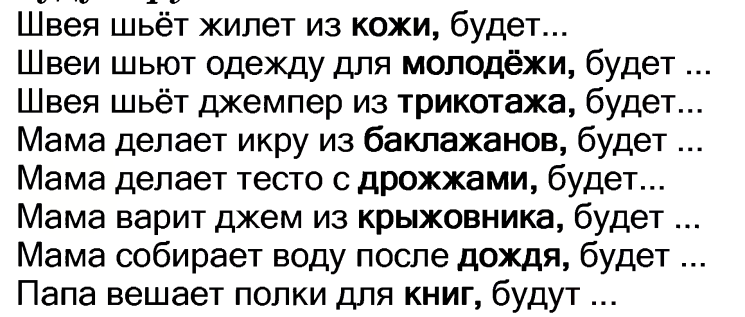 Швея шьёт жилет из кожи, будет...
Швеи шьют одежду для молодёжи, будет ...
Швея шьёт джемпер из трикотажа, будет...
Мама делает икру из баклажанов, будет ...
Мама делает тесто с дрожжами, будет...
Мама варит джем из крыжовника, будет ...
Мама собирает воду после дождя, будет ...
Папа вешает полки для книг, будут ...